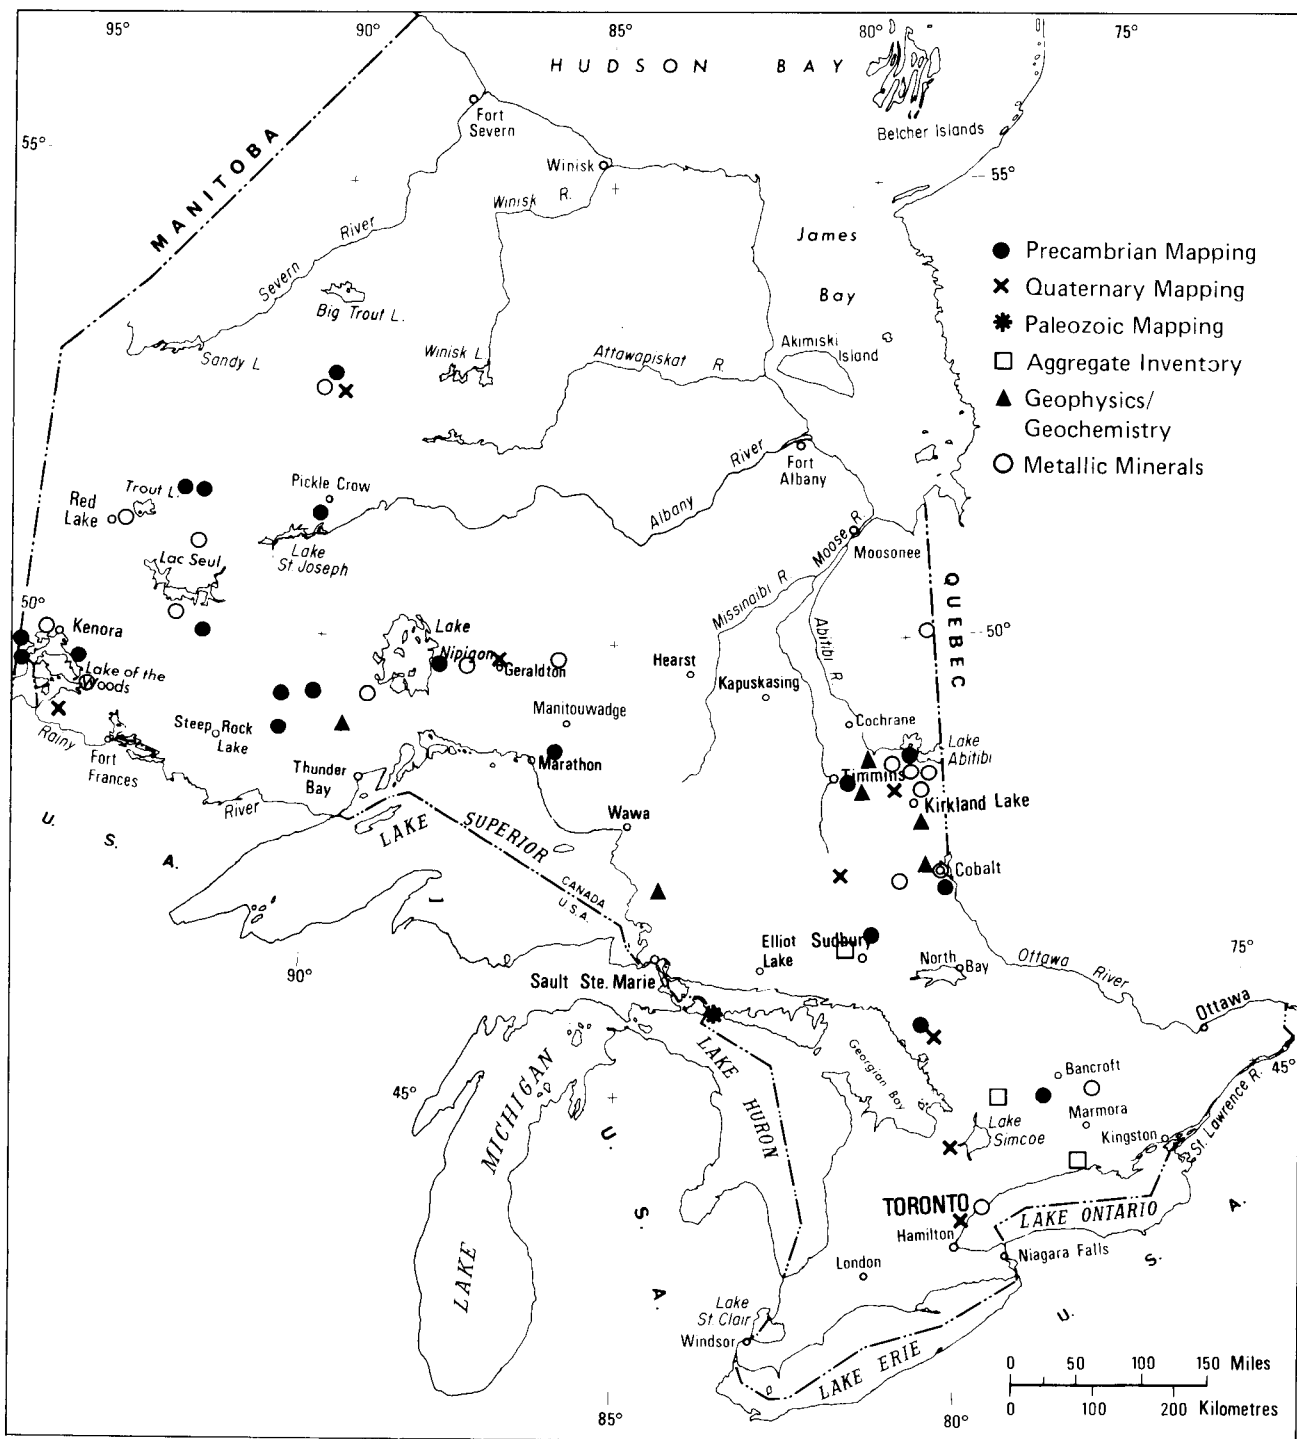 95°
90°
85°
80°
75°
HUDSON BAY
Fort
Severn
Belcher Islands
55°
MANITOBA
Winisk
55°
Winisk R.
Severn River
James
Bay
Precambrian Mapping
Quaternary Mapping
Paleozoic Mapping
Aggregate Inventory
Geophysics/
Geochemistry
Metallic Minerals
Big Trout L.
Sandy L
Winisk L.
Attawapiskat R.
Akimiski
Island
Albany River
Fort
Albany
Trout L.
Red
Lake
Pickle Crow
Lake
St. Joseph
Lac Seul
Moose R.
Moosonee
Missinaibi R
Abitibi R.
QUEBEC
50°
50°
Kenora
Lake of the
Woods
Lake
Nipigon
Geraldton
Hearst
Kapuskasing
Manitouwadge
Cochrane
Lake
Abitibi
Steep Rock
Lake
Rainy River
Fort
Frances
Thunder
Bay
Marathon
Timmins
Kirkland Lake
U. S. A.
Wawa
LAKE SUPERIOR
CANADA
U.S.A.
Cobalt
Elliot
Lake
Sudbury
North
Bay
Ottawa River
75°
90°
Sault Ste. Marie
Ottawa
45°
45°
LAKE MICHIGAN
LAKE HURON
Georgian Bay
Bancroft
Marmora
Lake
Simcoe
Kingston
St. Lawrence R.
U. S. A.
TORONTO
LAKE ONTARIO
Hamilton
Niagara Falls
London
U. S. A.
Lake
St Clair
Windsor
LAKE ERIE
0 50 100 150 Miles
0 100 200 Kilometres
85°
80°